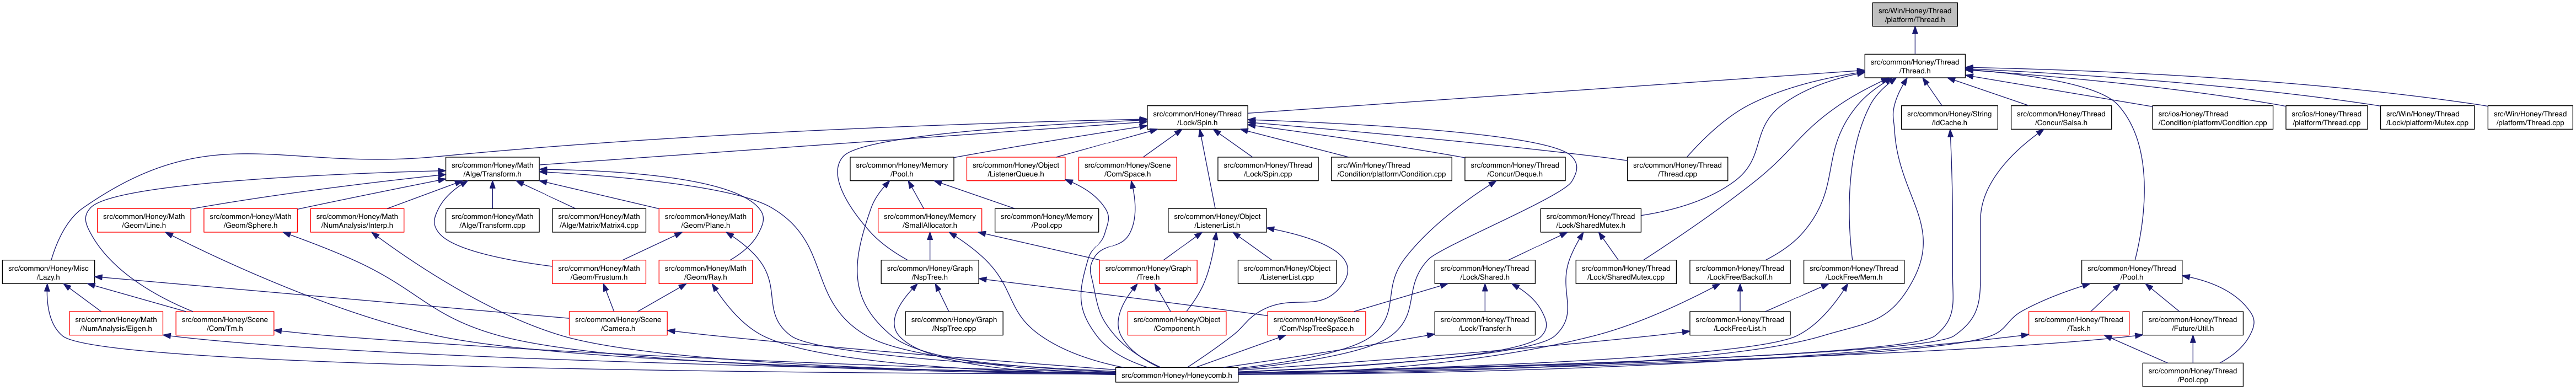 src/Win/Honey/Thread
/platform/Thread.h
src/common/Honey/Thread
/Thread.h
src/common/Honey/Thread
/Lock/Spin.h
src/common/Honey/String
/IdCache.h
src/common/Honey/Thread
/Concur/Salsa.h
src/ios/Honey/Thread
/Condition/platform/Condition.cpp
src/ios/Honey/Thread
/platform/Thread.cpp
src/Win/Honey/Thread
/Lock/platform/Mutex.cpp
src/Win/Honey/Thread
/platform/Thread.cpp
src/common/Honey/Math
/Alge/Transform.h
src/common/Honey/Memory
/Pool.h
src/common/Honey/Object
/ListenerQueue.h
src/common/Honey/Scene
/Com/Space.h
src/common/Honey/Thread
/Lock/Spin.cpp
src/Win/Honey/Thread
/Condition/platform/Condition.cpp
src/common/Honey/Thread
/Concur/Deque.h
src/common/Honey/Thread
/Thread.cpp
src/common/Honey/Math
/Geom/Line.h
src/common/Honey/Math
/Geom/Sphere.h
src/common/Honey/Math
/NumAnalysis/Interp.h
src/common/Honey/Math
/Alge/Transform.cpp
src/common/Honey/Math
/Alge/Matrix/Matrix4.cpp
src/common/Honey/Math
/Geom/Plane.h
src/common/Honey/Memory
/SmallAllocator.h
src/common/Honey/Memory
/Pool.cpp
src/common/Honey/Object
/ListenerList.h
src/common/Honey/Thread
/Lock/SharedMutex.h
src/common/Honey/Misc
/Lazy.h
src/common/Honey/Math
/Geom/Frustum.h
src/common/Honey/Math
/Geom/Ray.h
src/common/Honey/Graph
/NspTree.h
src/common/Honey/Graph
/Tree.h
src/common/Honey/Object
/ListenerList.cpp
src/common/Honey/Thread
/Lock/Shared.h
src/common/Honey/Thread
/Lock/SharedMutex.cpp
src/common/Honey/Thread
/LockFree/Backoff.h
src/common/Honey/Thread
/LockFree/Mem.h
src/common/Honey/Thread
/Pool.h
src/common/Honey/Math
/NumAnalysis/Eigen.h
src/common/Honey/Scene
/Com/Tm.h
src/common/Honey/Scene
/Camera.h
src/common/Honey/Graph
/NspTree.cpp
src/common/Honey/Object
/Component.h
src/common/Honey/Scene
/Com/NspTreeSpace.h
src/common/Honey/Thread
/Lock/Transfer.h
src/common/Honey/Thread
/LockFree/List.h
src/common/Honey/Thread
/Task.h
src/common/Honey/Thread
/Future/Util.h
src/common/Honey/Honeycomb.h
src/common/Honey/Thread
/Pool.cpp